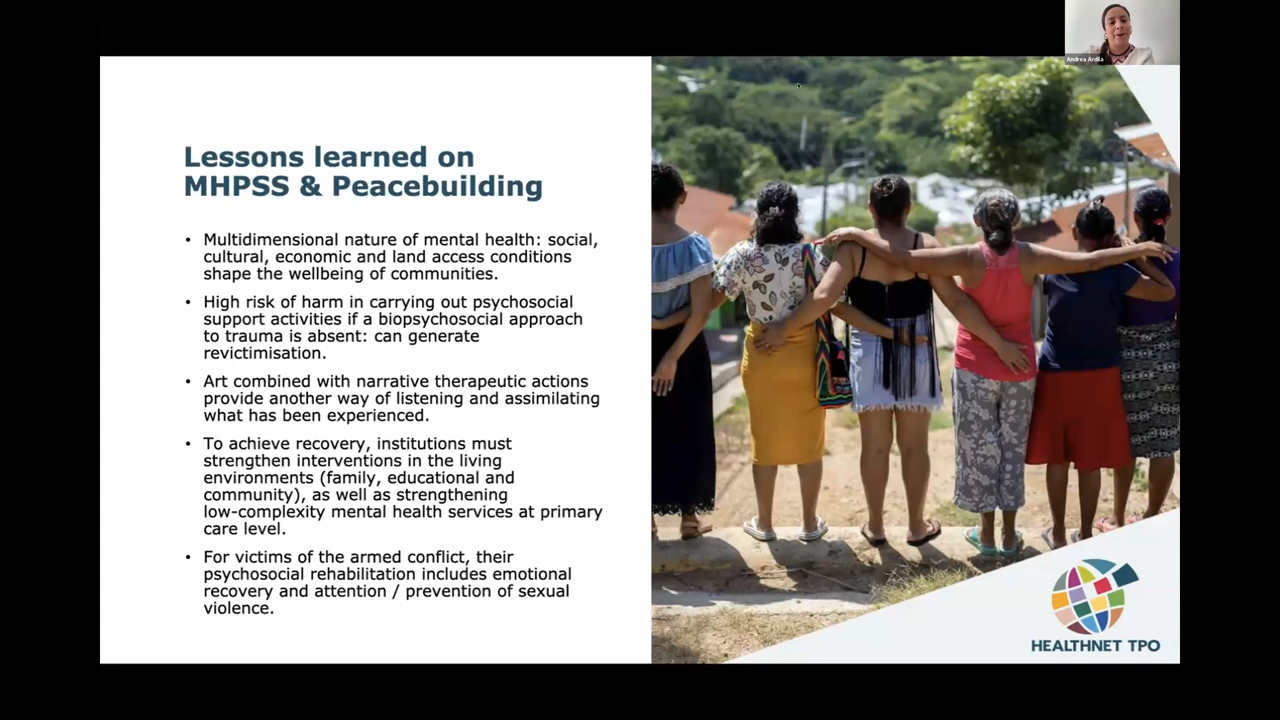 Andrea Ardila
Lessons learned on
MHPSS & Peacebuilding
• Multidimensional nature of mental health: social,
cultural, economic and land access conditions
shape the wellbeing of communities.
• High risk of harm in carrying out psychosocial
support activities if a biopsychosocial approach
to trauma is absent: can generate
revictimisation.
• Art combined with narrative therapeutic actions
provide another way of listening and assimilating
what has been experienced.
• To achieve recovery, institutions must
strengthen interventions in the living
environments (family, educational and
community), as well as strengthening
low-complexity mental health services at primary
care level.
• For victims of the armed conflict, their
psychosocial rehabilitation includes emotional
recovery and attention / prevention of sexual
violence.
HEALTHNET TPO